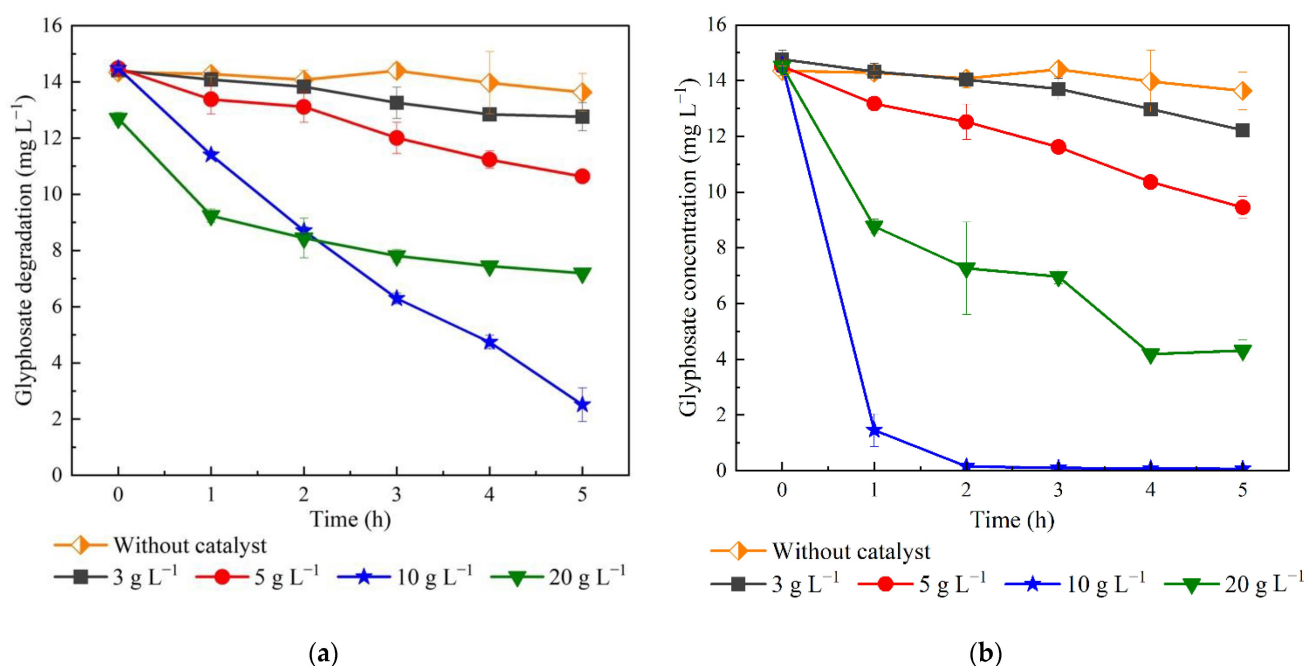 Glyphosate degradation (mg L⁻¹)
16
14
12
10
8
6
4
2
0
0 1 2 3 4 5
Time (h)
Without catalyst
3 g L⁻¹ 5 g L⁻¹ 10 g L⁻¹ 20 g L⁻¹
(a)
Glyphosate concentration (mg L⁻¹)
16
14
12
10
8
6
4
2
0
0 1 2 3 4 5
Time (h)
Without catalyst
3 g L⁻¹ 5 g L⁻¹ 10 g L⁻¹ 20 g L⁻¹
(b)